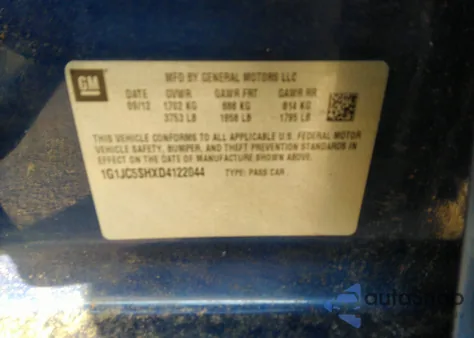 GM
MFD BY GENERAL MOTORS LLC
DATE GVWR GAWR FRT GAWR RR
09/12 1702 KG 888 KG 814 KG
3753 LB 1958 LB 1795 LB
THIS VEHICLE CONFORMS TO ALL APPLICABLE U.S. FEDERAL MOTOR
VEHICLE SAFETY, BUMPER, AND THEFT PREVENTION STANDARDS IN
EFFECT ON THE DATE OF MANUFACTURE SHOWN ABOVE.
1G1JC5SHXD4122044 TYPE: PASS CAR
autoSnap